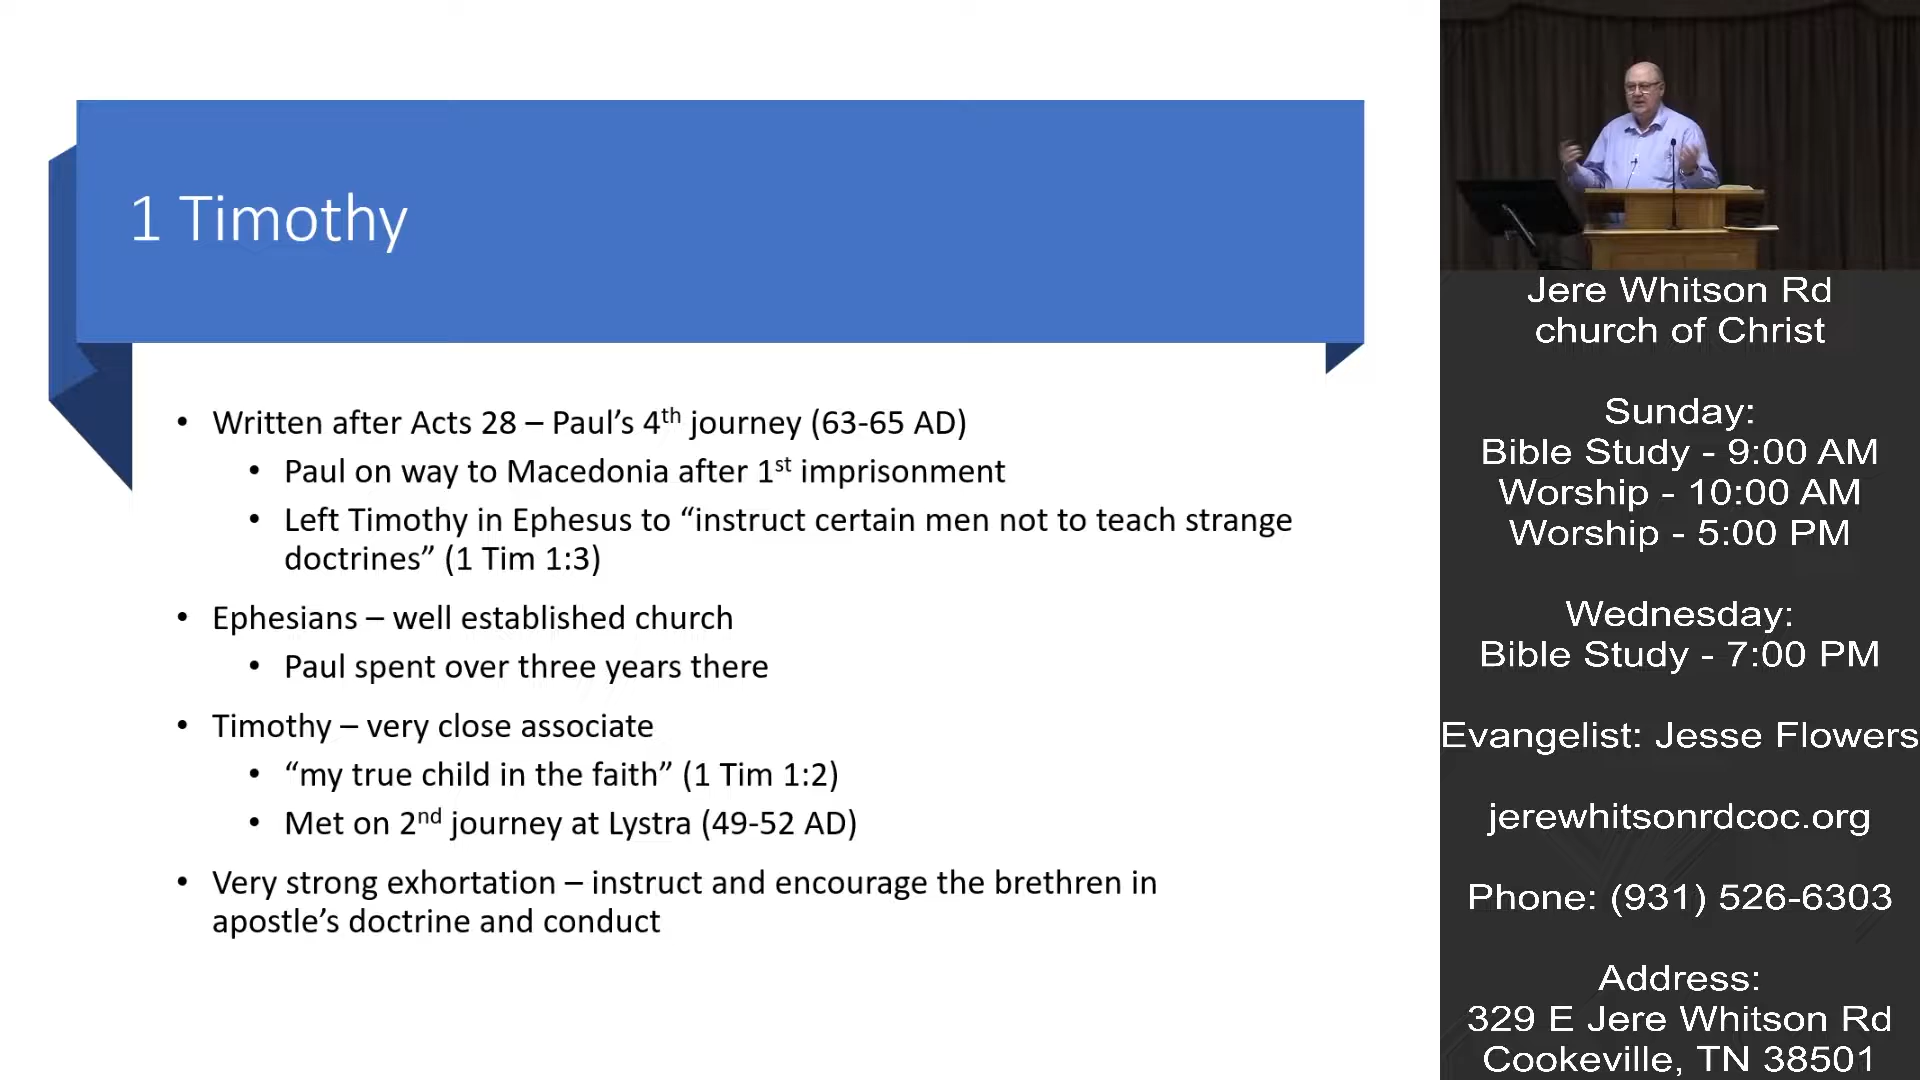 1 Timothy
• Written after Acts 28 – Paul’s 4th journey (63-65 AD)
• Paul on way to Macedonia after 1st imprisonment
• Left Timothy in Ephesus to “instruct certain men not to teach strange
doctrines” (1 Tim 1:3)
• Ephesians – well established church
• Paul spent over three years there
• Timothy – very close associate
• “my true child in the faith” (1 Tim 1:2)
• Met on 2nd journey at Lystra (49-52 AD)
• Very strong exhortation – instruct and encourage the brethren in
apostle’s doctrine and conduct
Jere Whitson Rd
church of Christ
Sunday:
Bible Study - 9:00 AM
Worship - 10:00 AM
Worship - 5:00 PM
Wednesday:
Bible Study - 7:00 PM
Evangelist: Jesse Flowers
jerewhitsonrdcoc.org
Phone: (931) 526-6303
Address:
329 E Jere Whitson Rd
Cookeville, TN 38501